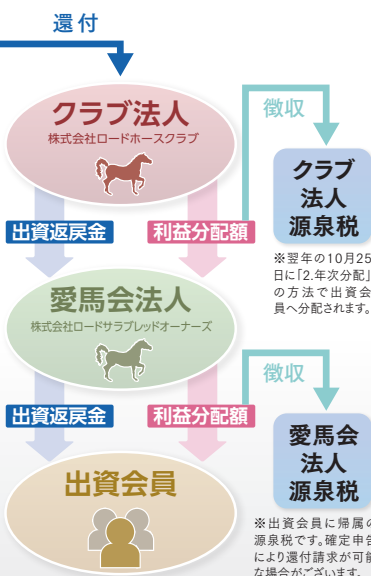 還付
クラブ法人
株式会社ロードホースクラブ
徴収
クラブ
法人
源泉税
※翌年の10月25
日に「2.年次分配」
の方法で出資会
員へ分配されます。
出資返戻金
利益分配額
愛馬会法人
株式会社ロードサラブレッドオーナーズ
徴収
愛馬会
法人
源泉税
※出資会員に帰属の
源泉税です。確定申告
により還付請求が可能
な場合がございます。
出資返戻金
利益分配額
出資会員